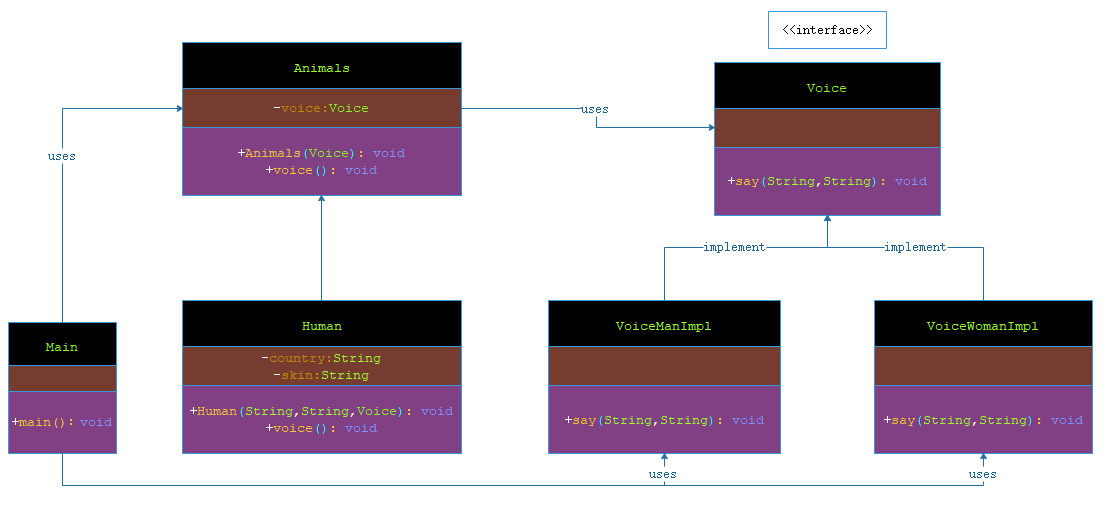 <<interface>>
Animals
-voice:Voice
+Animals(Voice): void
+voice(): void
uses
Voice
+say(String,String): void
uses
implement
implement
Main
+main(): void
Human
-country:String
-skin:String
+Human(String,String,Voice): void
+voice(): void
VoiceManImpl
+say(String,String): void
VoiceWomanImpl
+say(String,String): void
uses
uses